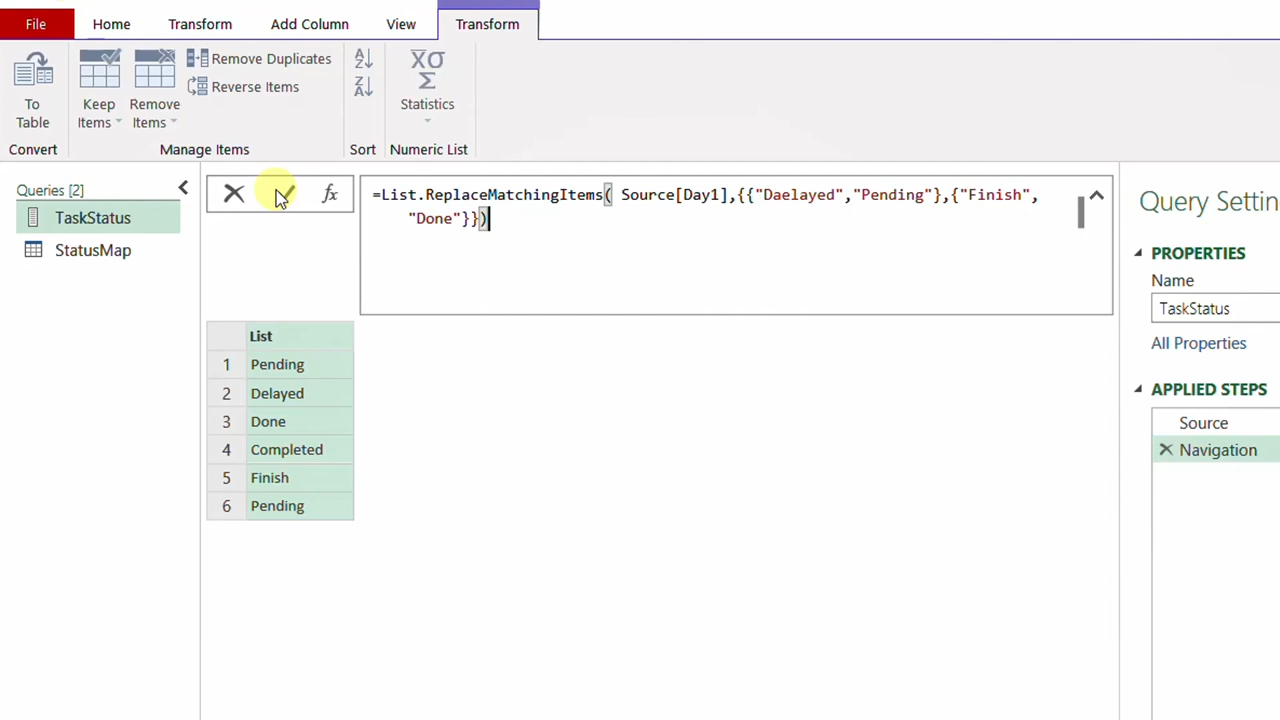 File Home Transform Add Column View Transform
To Table
Keep Items
Remove Items
Remove Duplicates
Reverse Items
A Z
Z A
X̅σ
Σ
Statistics
Convert Manage Items Sort Numeric List
Queries [2]
TaskStatus
StatusMap
fx
=List.ReplaceMatchingItems( Source[Day1],{{"Daelayed","Pending"},{"Finish",
"Done"}})
List
1 Pending
2 Delayed
3 Done
4 Completed
5 Finish
6 Pending
Query Settin
PROPERTIES
Name
TaskStatus
All Properties
APPLIED STEPS
Source
Navigation